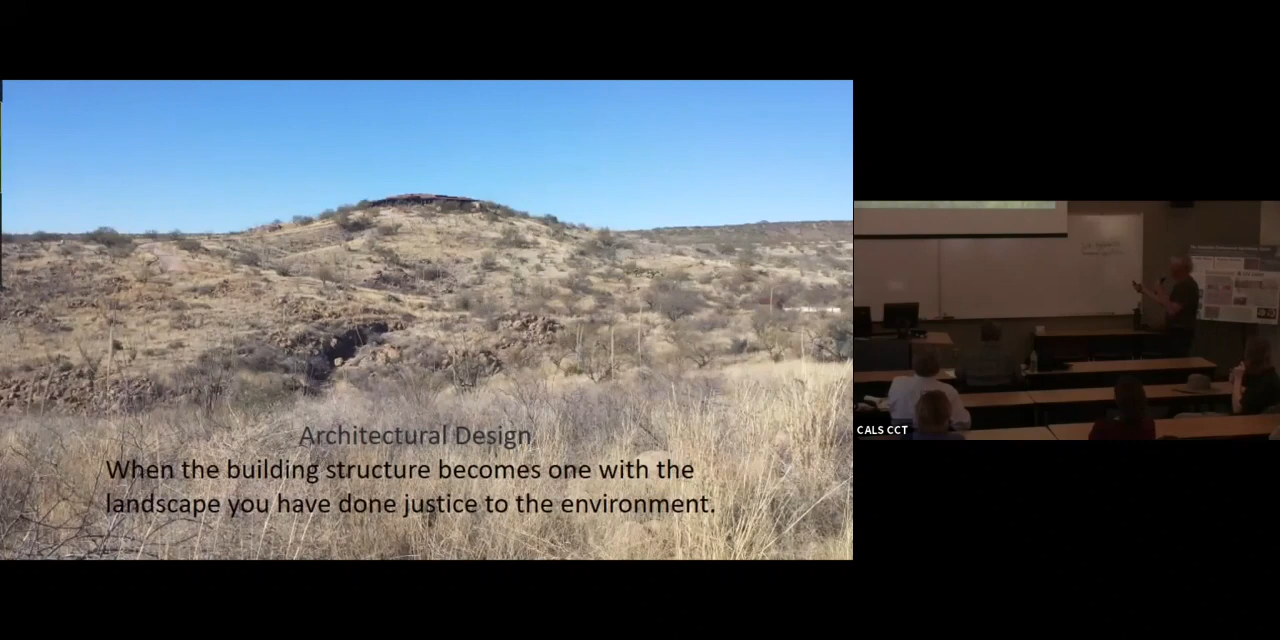 Architectural Design
When the building structure becomes one with the
landscape you have done justice to the environment.
CALS CCT